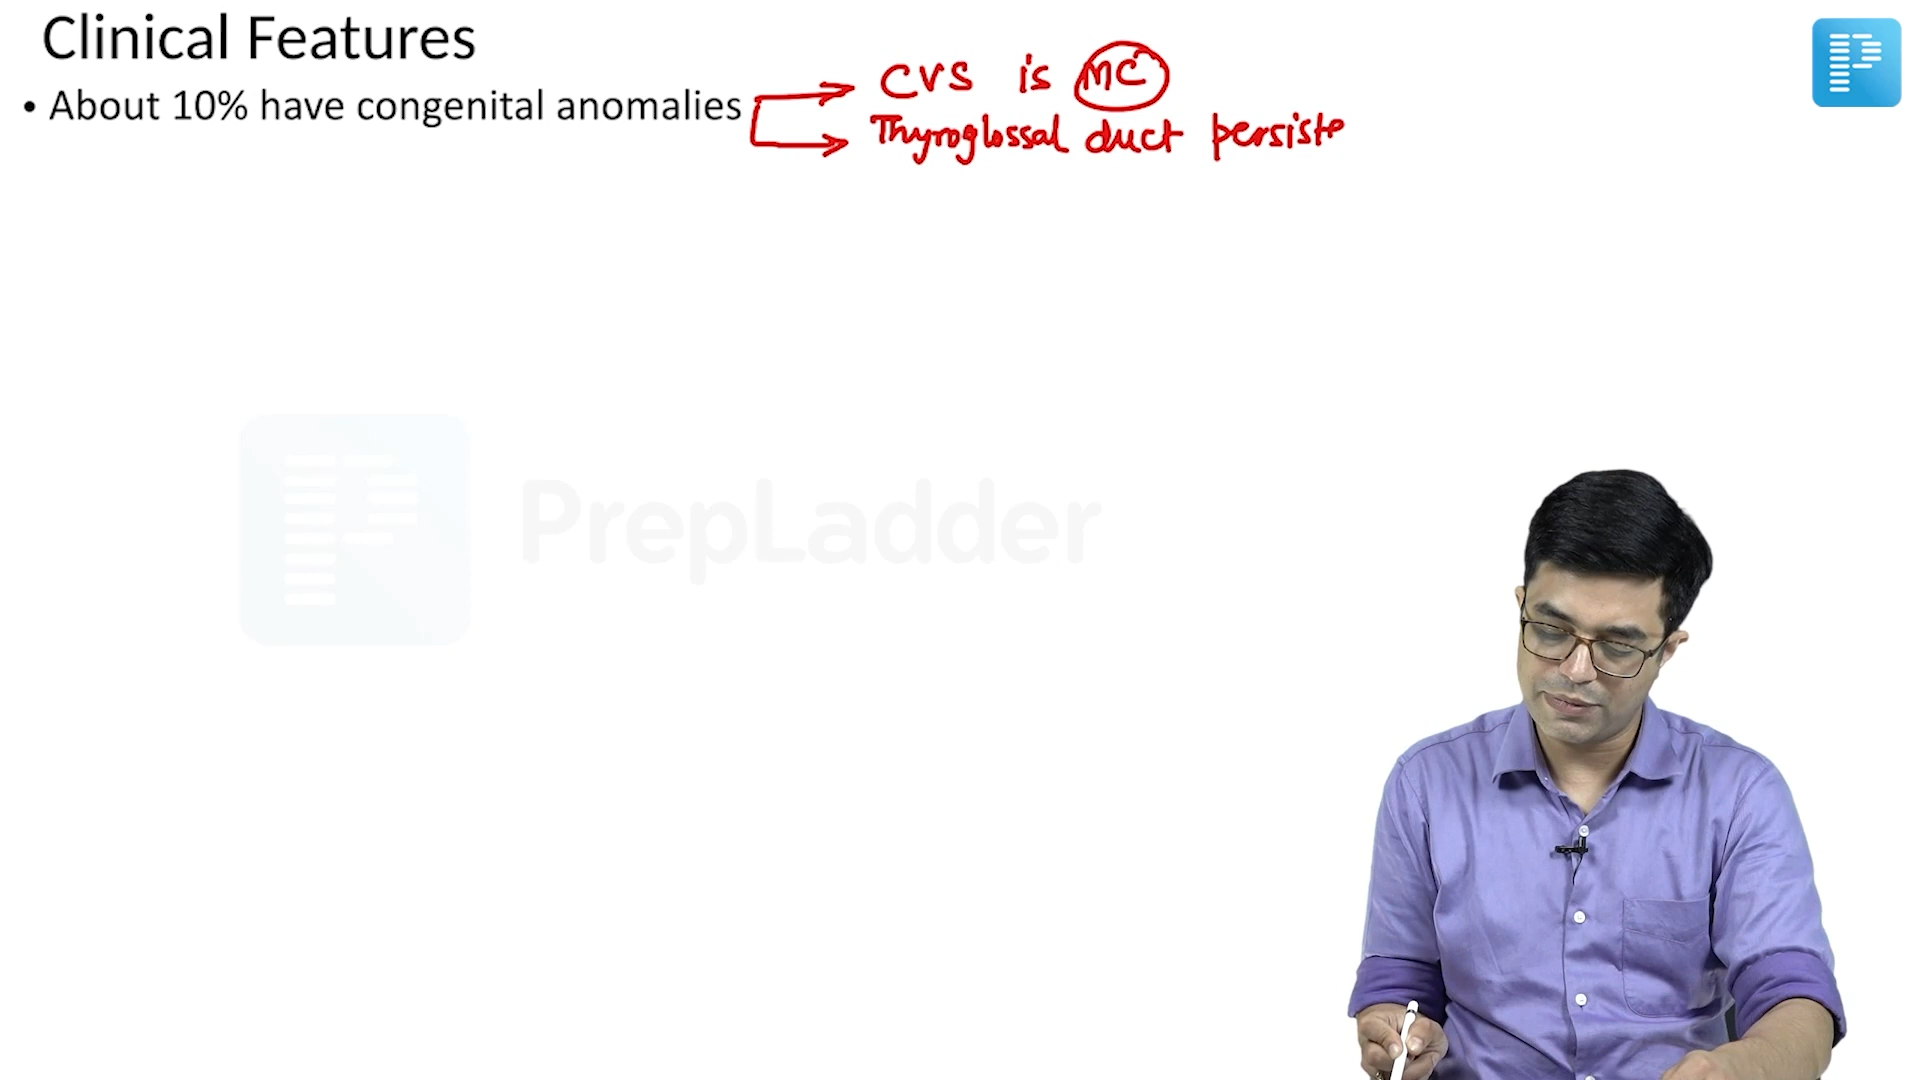 Clinical Features
• About 10% have congenital anomalies
CVS is MC
Thyroglossal duct persiste
PrepLadder